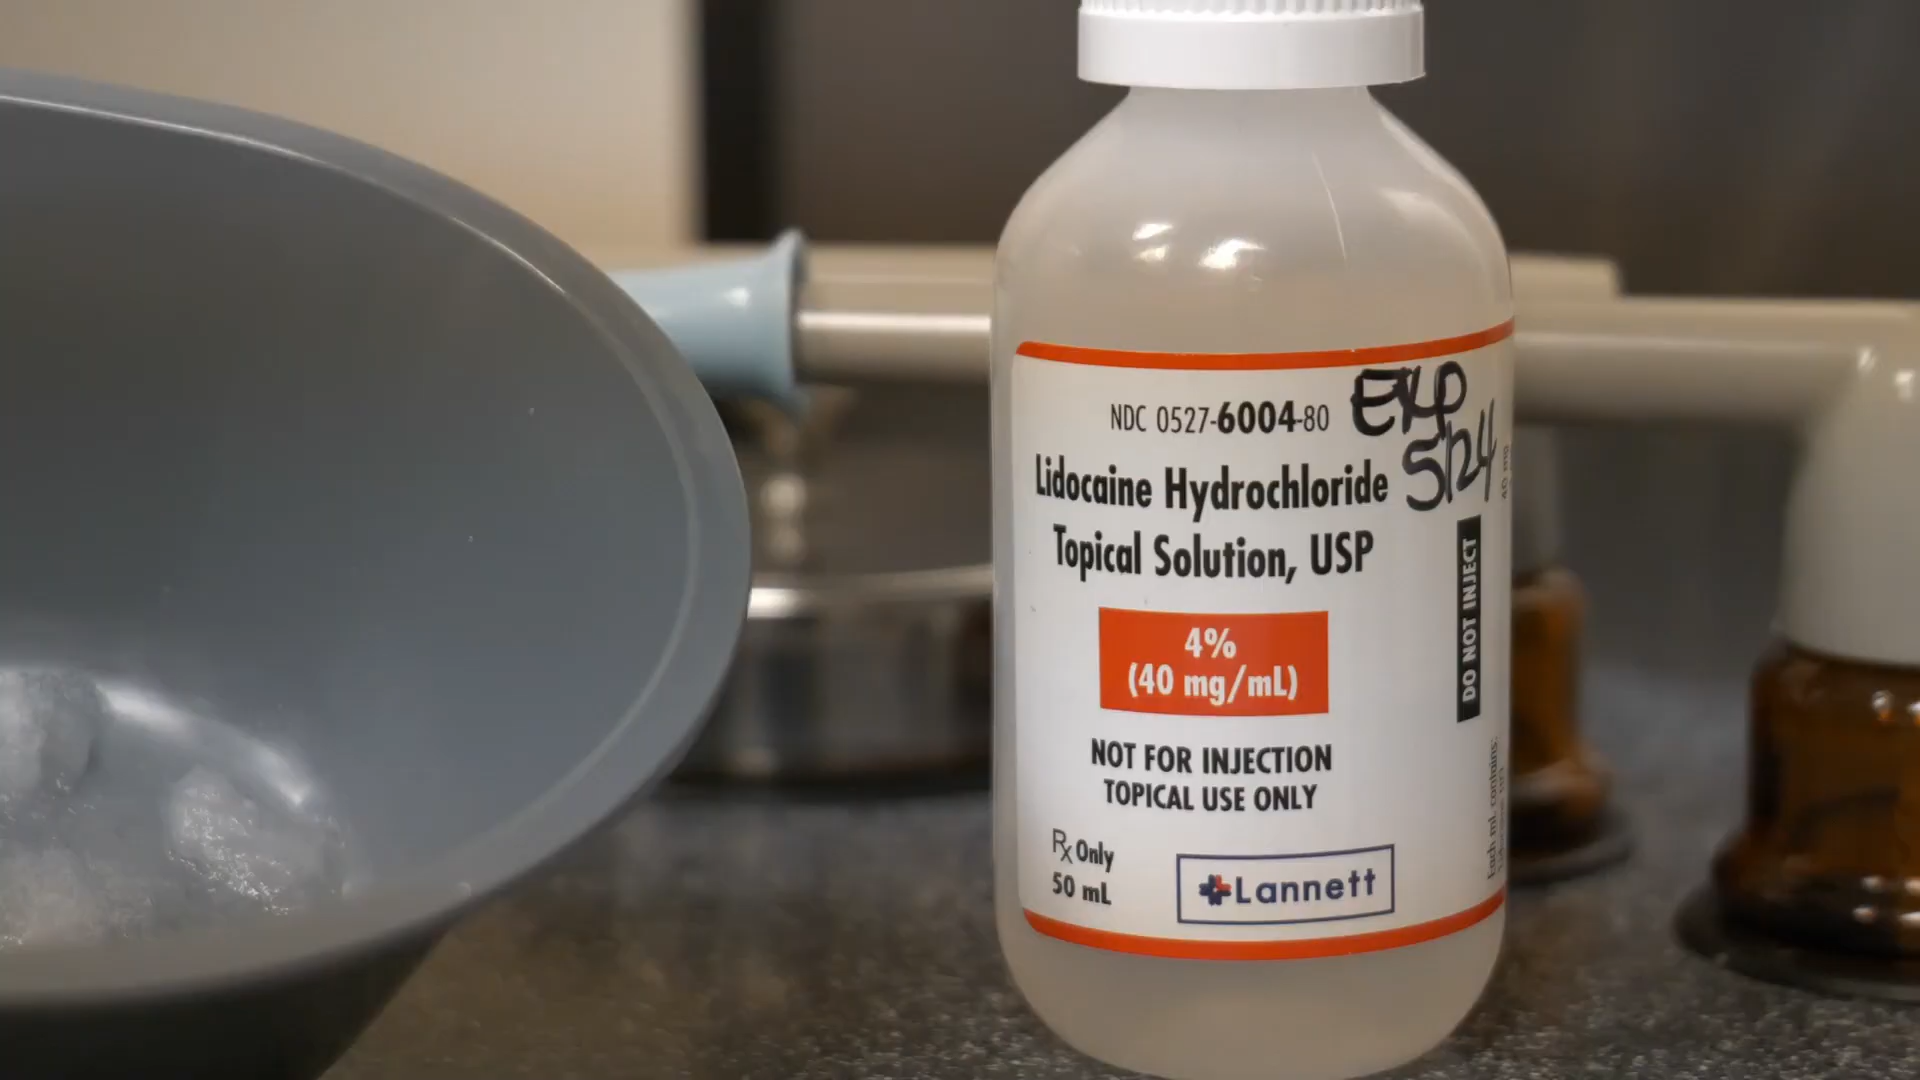 NDC 0527-6004-80
EXP
5/24
Lidocaine Hydrochloride
Topical Solution, USP
4%
(40 mg/mL)
NOT FOR INJECTION
TOPICAL USE ONLY
Rx Only
50 mL
Lannett
DO NOT INJECT
40 mg
Each mL contains: